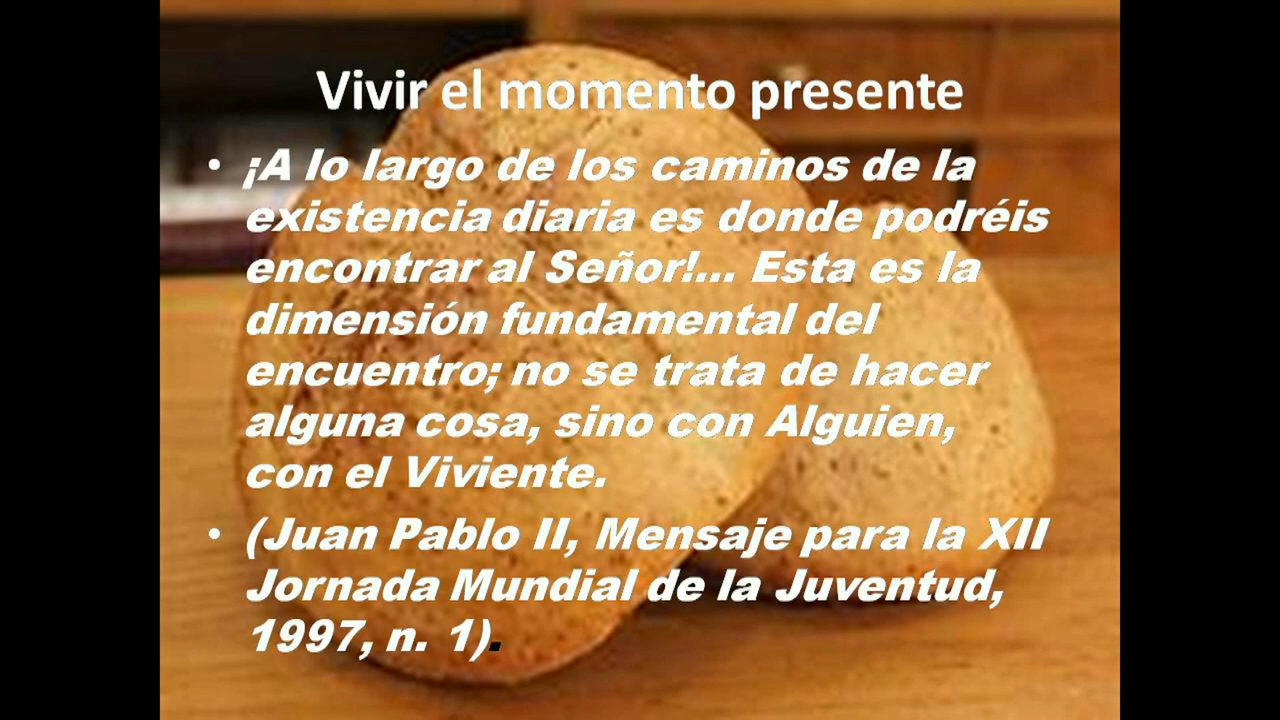 Vivir el momento presente
• ¡A lo largo de los caminos de la
existencia diaria es donde podréis
encontrar al Señor!... Esta es la
dimensión fundamental del
encuentro; no se trata de hacer
alguna cosa, sino con Alguien,
con el Viviente.
• (Juan Pablo II, Mensaje para la XII
Jornada Mundial de la Juventud,
1997, n. 1).